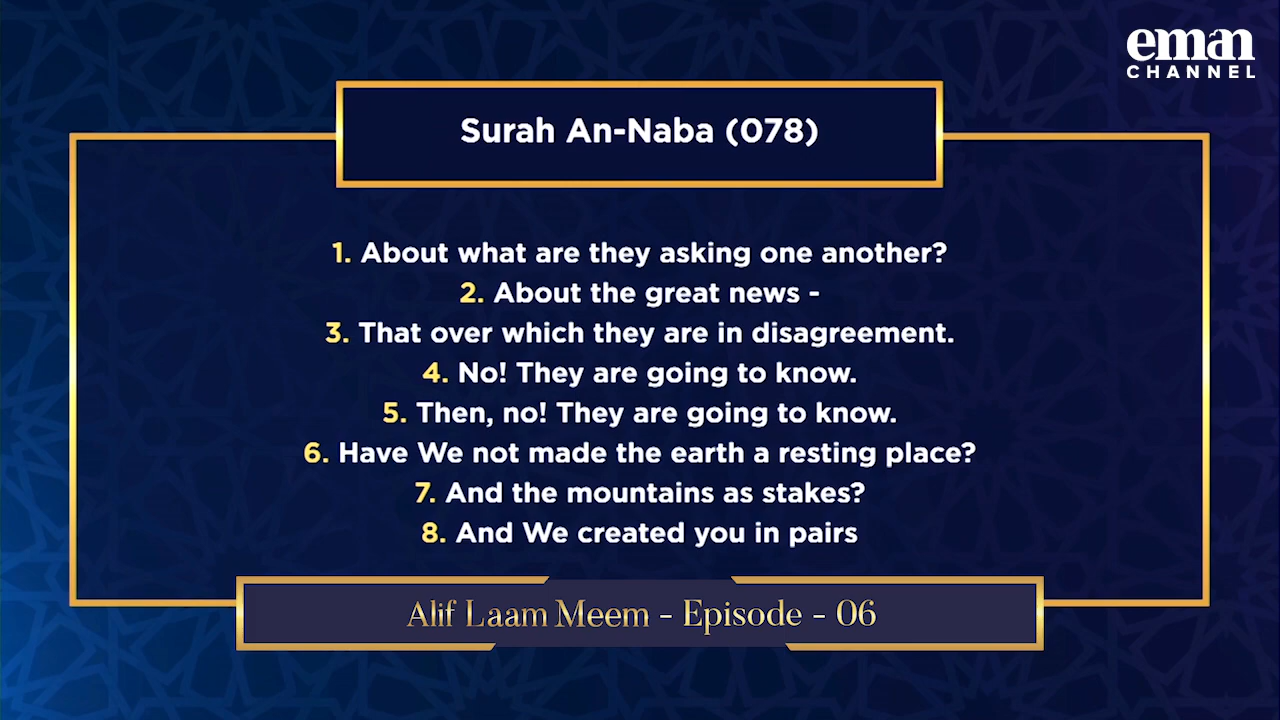 eman
CHANNEL
Surah An-Naba (078)
1. About what are they asking one another?
2. About the great news -
3. That over which they are in disagreement.
4. No! They are going to know.
5. Then, no! They are going to know.
6. Have We not made the earth a resting place?
7. And the mountains as stakes?
8. And We created you in pairs
Alif Laam Meem - Episode - 06